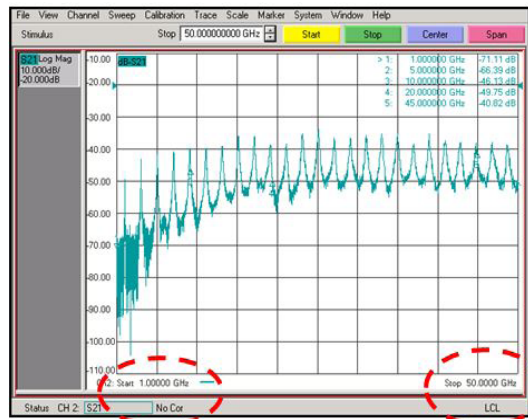 File View Channel Sweep Calibration Trace Scale Marker System Window Help
Stimulus Stop 50.000000000 GHz Start Stop Center Span
S21 Log Mag
10.000dB/
-20.000dB
dB-S21
> 1: 1.000000 GHz -71.11 dB
2: 5.000000 GHz -66.39 dB
3: 10.000000 GHz -46.13 dB
4: 20.000000 GHz -49.75 dB
5: 45.000000 GHz -40.82 dB
-10.00
-20.00
-30.00
-40.00
-50.00
-60.00
-70.00
-80.00
-90.00
-100.00
-110.00
Ch2: Start 1.00000 GHz Stop 50.0000 GHz
Status CH 2: S21 No Cor LCL